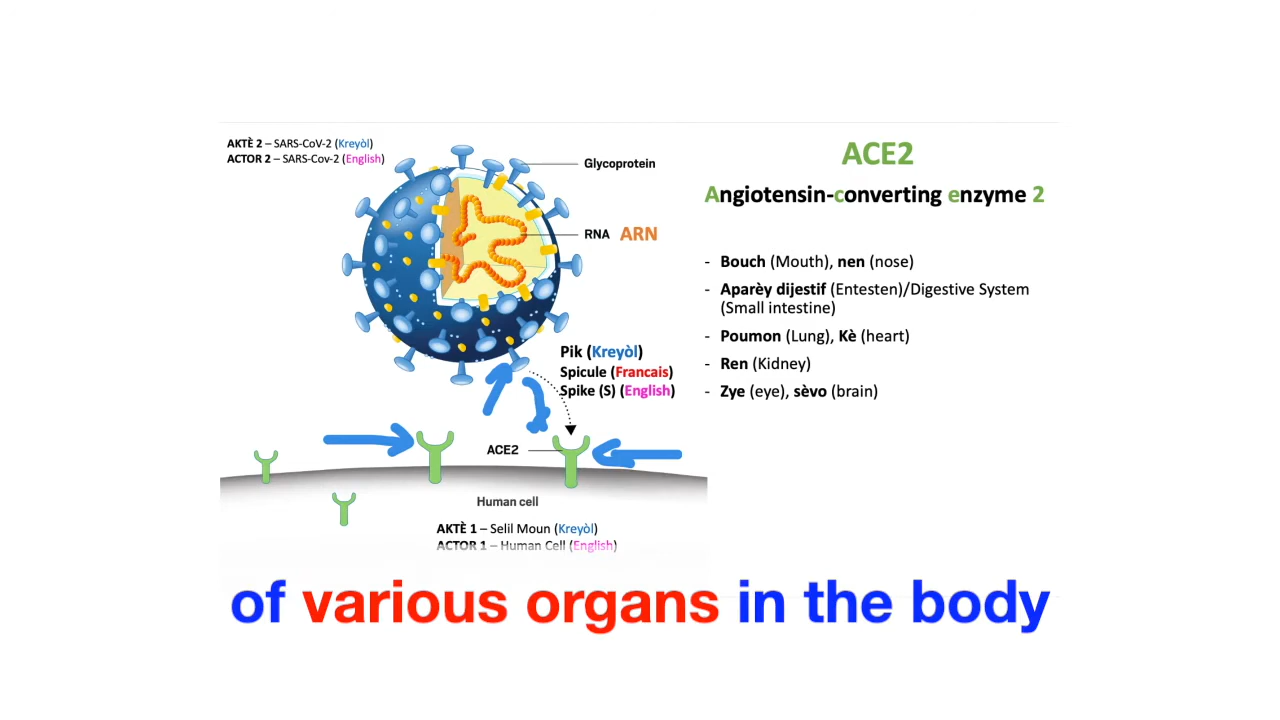 AKTÈ 2 – SARS-CoV-2 (Kreyòl)
ACTOR 2 – SARS-Cov-2 (English)
Glycoprotein
RNA ARN
Pik (Kreyòl)
Spicule (Francais)
Spike (S) (English)
ACE2
Human cell
AKTÈ 1 – Selil Moun (Kreyòl)
ACTOR 1 – Human Cell (English)
ACE2
Angiotensin-converting enzyme 2
- Bouch (Mouth), nen (nose)
- Aparèy dijestif (Entesten)/Digestive System
(Small intestine)
- Poumon (Lung), Kè (heart)
- Ren (Kidney)
- Zye (eye), sèvo (brain)
of various organs in the body